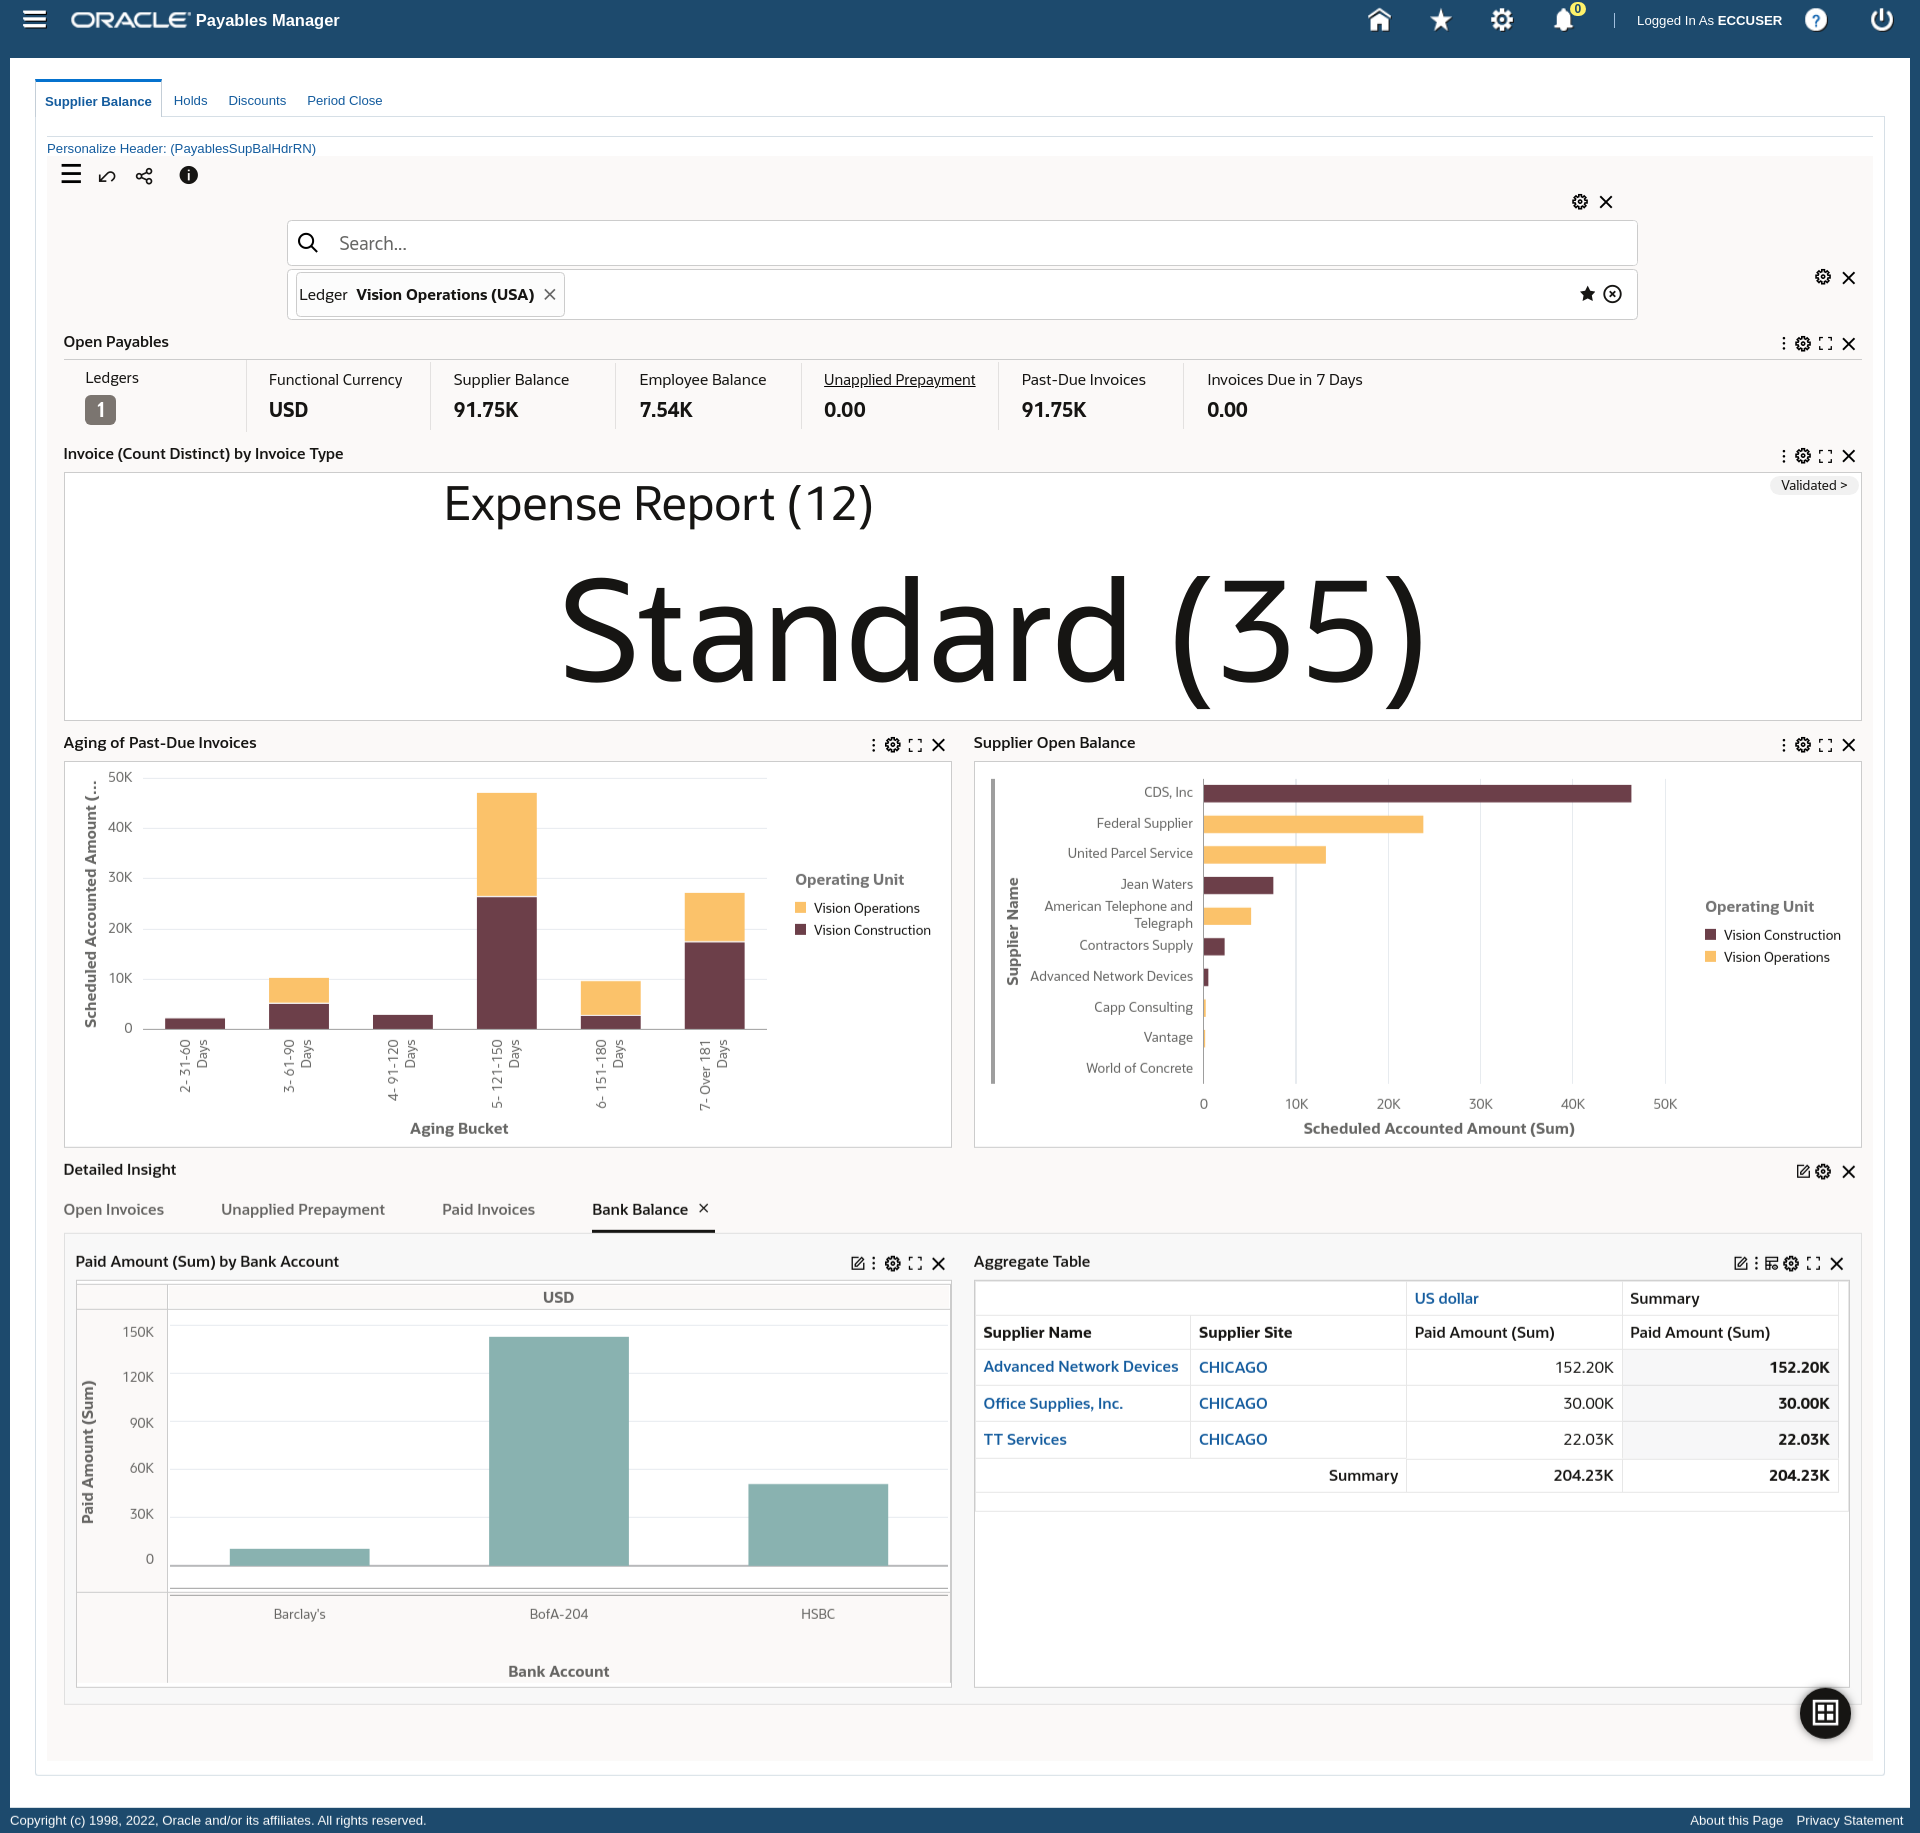 ORACLE Payables Manager
0
Logged In As ECCUSER
?
Supplier Balance
Holds
Discounts
Period Close
Personalize Header: (PayablesSupBalHdrRN)
Search...
Ledger Vision Operations (USA)
Open Payables
Ledgers
1
Functional Currency
USD
Supplier Balance
91.75K
Employee Balance
7.54K
Unapplied Prepayment
0.00
Past-Due Invoices
91.75K
Invoices Due in 7 Days
0.00
Invoice (Count Distinct) by Invoice Type
Validated >
Expense Report (12)
Standard (35)
Aging of Past-Due Invoices
Scheduled Accounted Amount (...
50K
40K
30K
20K
10K
0
2- 31-60 Days
3- 61-90 Days
4- 91-120 Days
5- 121-150 Days
6- 151-180 Days
7- Over 181 Days
Aging Bucket
Operating Unit
Vision Operations
Vision Construction
Supplier Open Balance
Supplier Name
CDS, Inc
Federal Supplier
United Parcel Service
Jean Waters
American Telephone and
Telegraph
Contractors Supply
Advanced Network Devices
Capp Consulting
Vantage
World of Concrete
0
10K
20K
30K
40K
50K
Scheduled Accounted Amount (Sum)
Operating Unit
Vision Construction
Vision Operations
Detailed Insight
Open Invoices
Unapplied Prepayment
Paid Invoices
Bank Balance
Paid Amount (Sum) by Bank Account
USD
Paid Amount (Sum)
150K
120K
90K
60K
30K
0
Barclay's
BofA-204
HSBC
Bank Account
Aggregate Table
US dollar
Summary
Supplier Name
Supplier Site
Paid Amount (Sum)
Paid Amount (Sum)
Advanced Network Devices
CHICAGO
152.20K
152.20K
Office Supplies, Inc.
CHICAGO
30.00K
30.00K
TT Services
CHICAGO
22.03K
22.03K
Summary
204.23K
204.23K
Copyright (c) 1998, 2022, Oracle and/or its affiliates. All rights reserved.
About this Page
Privacy Statement